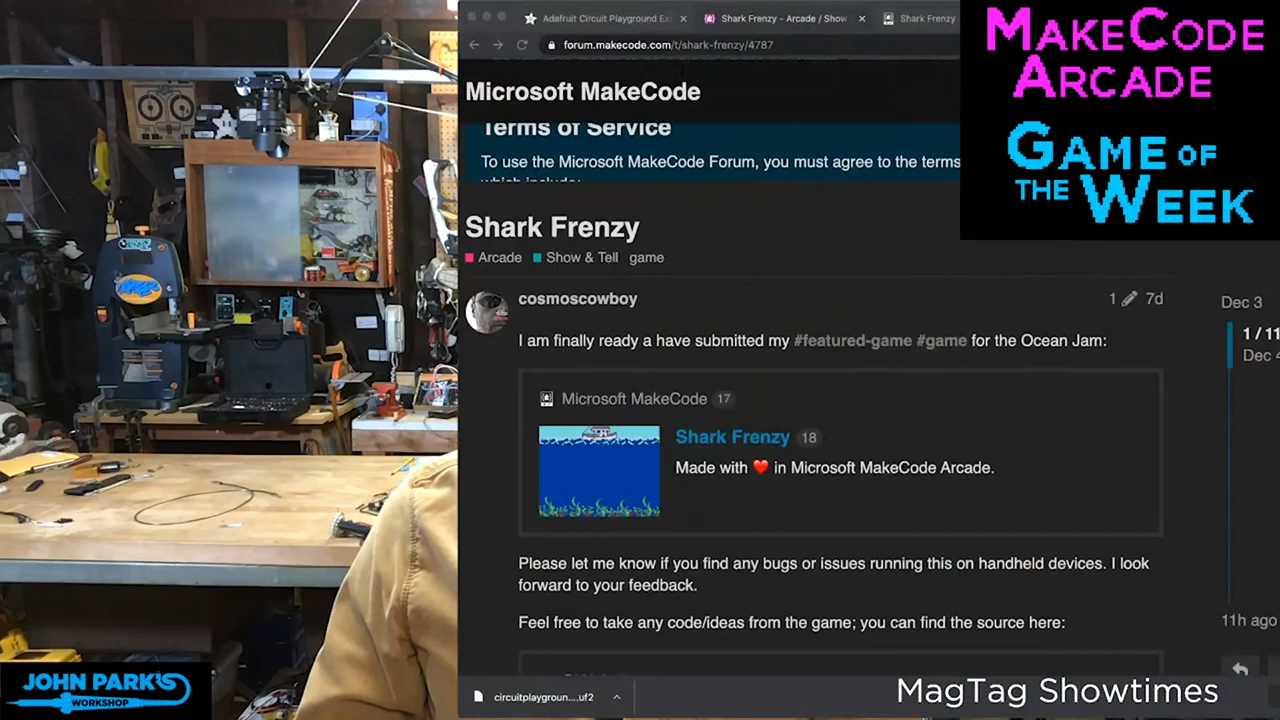 Adafruit Circuit Playground Ex
Shark Frenzy - Arcade / Show
Shark Frenzy
forum.makecode.com/t/shark-frenzy/4787
Microsoft MakeCode
Terms of Service
To use the Microsoft MakeCode Forum, you must agree to the terms
which include:
Shark Frenzy
Arcade Show & Tell game
cosmoscowboy
1 7d
Dec 3
I am finally ready a have submitted my #featured-game #game for the Ocean Jam:
1 / 11
Dec 4
Microsoft MakeCode 17
Shark Frenzy 18
Made with ❤️ in Microsoft MakeCode Arcade.
Please let me know if you find any bugs or issues running this on handheld devices. I look
forward to your feedback.
Feel free to take any code/ideas from the game; you can find the source here:
11h ago
circuitplaygroun....uf2
MAKECODE
ARCADE
GAME OF
THE WEEK
JOHN PARK'S
WORKSHOP
MagTag Showtimes